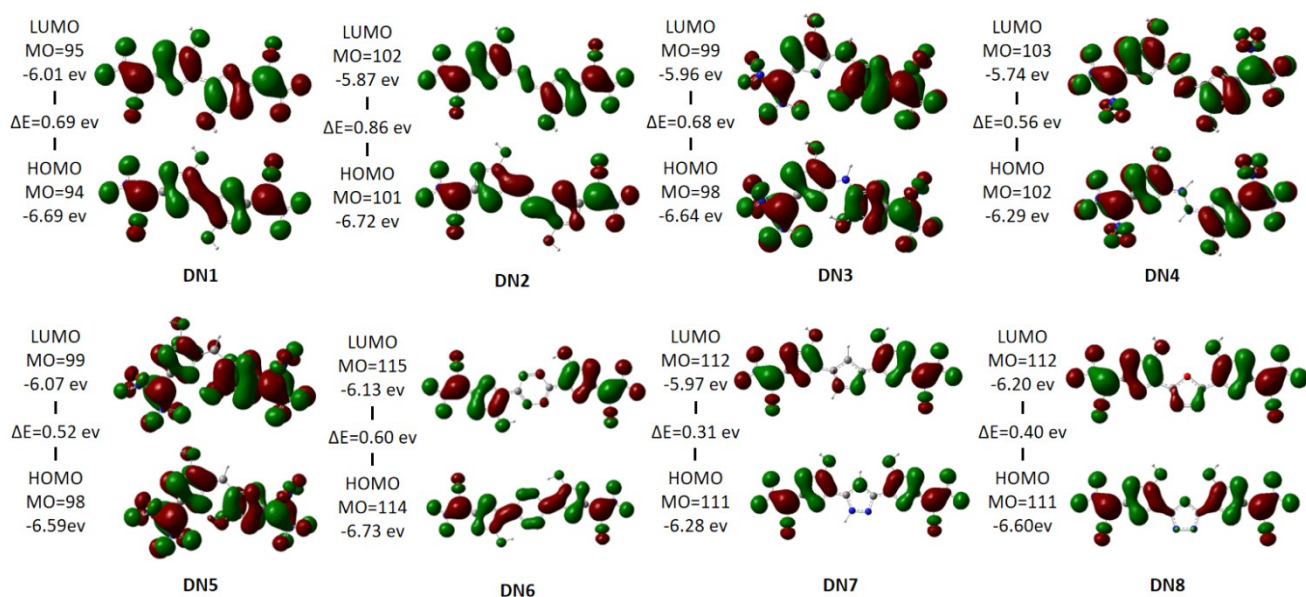 LUMO
MO=95
-6.01 ev
ΔE=0.69 ev
HOMO
MO=94
-6.69 ev
DN1
LUMO
MO=102
-5.87 ev
ΔE=0.86 ev
HOMO
MO=101
-6.72 ev
DN2
LUMO
MO=99
-5.96 ev
ΔE=0.68 ev
HOMO
MO=98
-6.64 ev
DN3
LUMO
MO=103
-5.74 ev
ΔE=0.56 ev
HOMO
MO=102
-6.29 ev
DN4
LUMO
MO=99
-6.07 ev
ΔE=0.52 ev
HOMO
MO=98
-6.59ev
DN5
LUMO
MO=115
-6.13 ev
ΔE=0.60 ev
HOMO
MO=114
-6.73 ev
DN6
LUMO
MO=112
-5.97 ev
ΔE=0.31 ev
HOMO
MO=111
-6.28 ev
DN7
LUMO
MO=112
-6.20 ev
ΔE=0.40 ev
HOMO
MO=111
-6.60ev
DN8